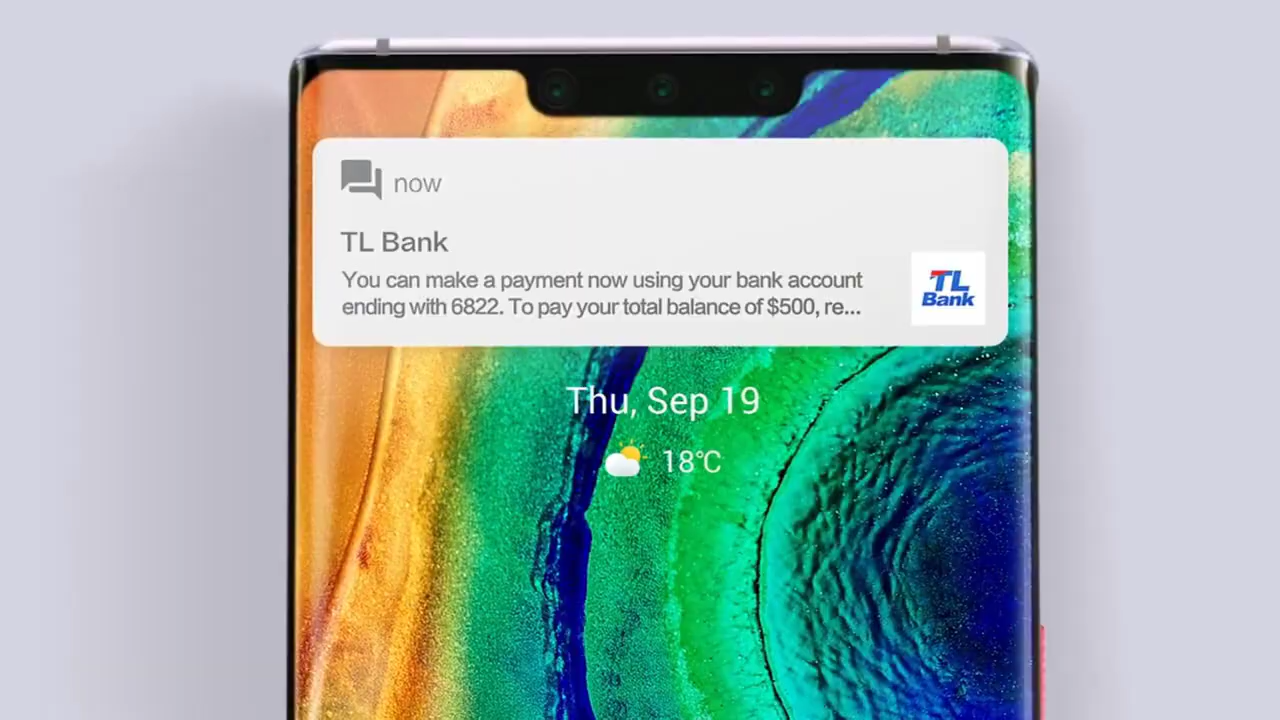 now
TL Bank
You can make a payment now using your bank account
ending with 6822. To pay your total balance of $500, re...
TL
Bank
Thu, Sep 19
18°C